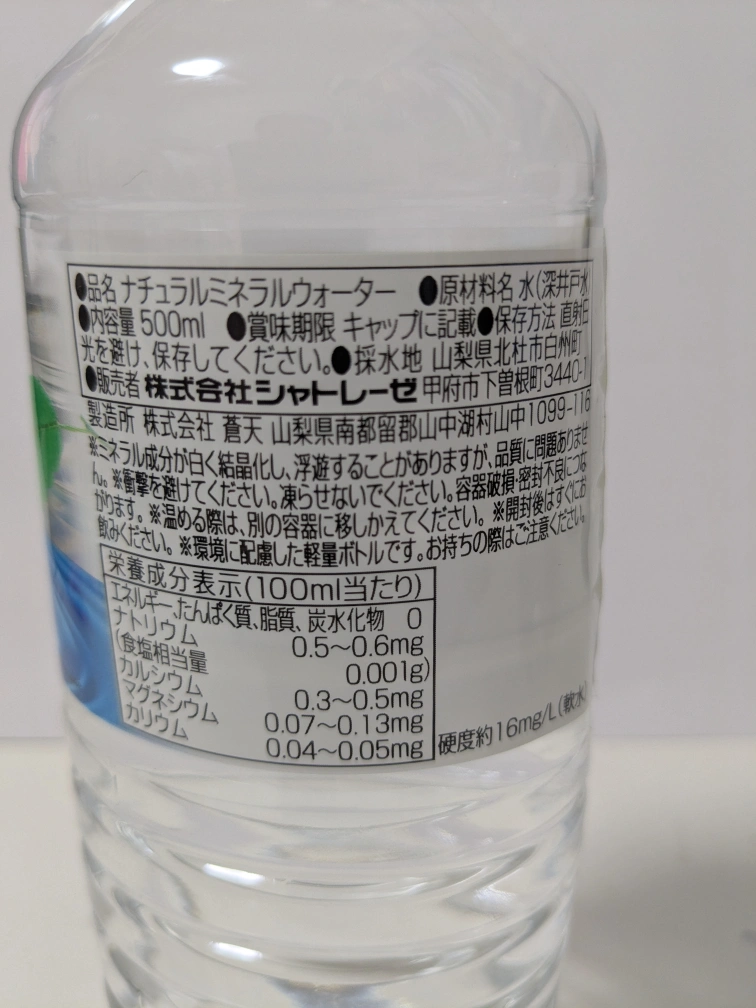 ●品名 ナチュラルミネラルウォーター ●原材料名 水(深井戸水
●内容量 500ml ●賞味期限 キャップに記載●保存方法 直射日
光を避け、保存してください。●採水地 山梨県北杜市白州町
●販売者 株式会社シャトレーゼ 甲府市下曽根町3440-1
製造所 株式会社 蒼天 山梨県南都留郡山中湖村山中1099-116
※ミネラル成分が白く結晶化し、浮遊することがありますが、品質に問題ありませ
ん。※衝撃を避けてください。凍らせないでください。容器破損・密封不良につな
がります。※温める際は、別の容器に移しかえてください。※開封後はすぐにお
飲みください。※環境に配慮した軽量ボトルです。お持ちの際はご注意ください。
栄養成分表示(100ml当たり)
エネルギー、たんぱく質、脂質、炭水化物 0
ナトリウム 0.5〜0.6mg
(食塩相当量 0.001g)
カルシウム 0.3〜0.5mg
マグネシウム 0.07〜0.13mg
カリウム 0.04〜0.05mg
硬度約16mg/L(軟水